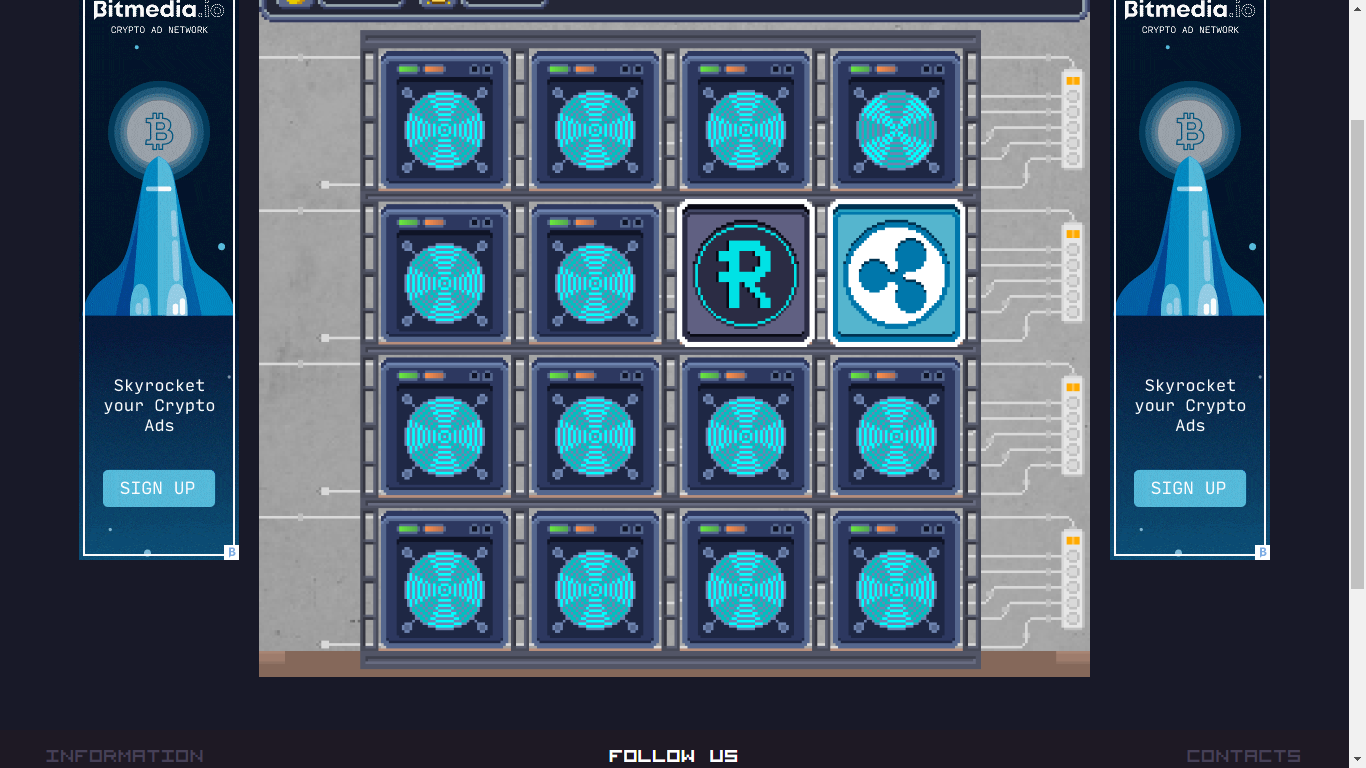 Bitmedia.io
CRYPTO AD NETWORK
Skyrocket
your Crypto
Ads
SIGN UP
Bitmedia.io
CRYPTO AD NETWORK
Skyrocket
your Crypto
Ads
SIGN UP
INFORMATION
FOLLOW US
CONTACTS